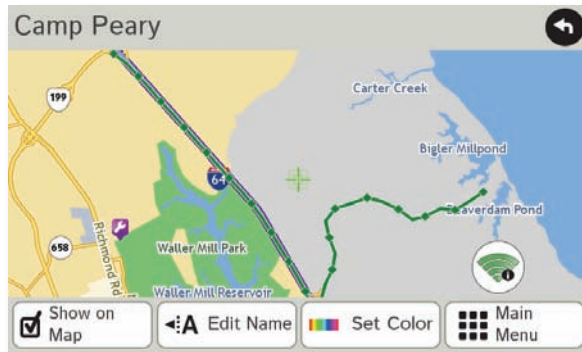 Camp Peary
199
Carter Creek
Bigler Millpond
64
Beaverdam Pond
Waller Mill Park
658
Richmond Rd
Waller Mill Reservoir
Show on
Map
A
Edit Name
Set Color
Main
Menu